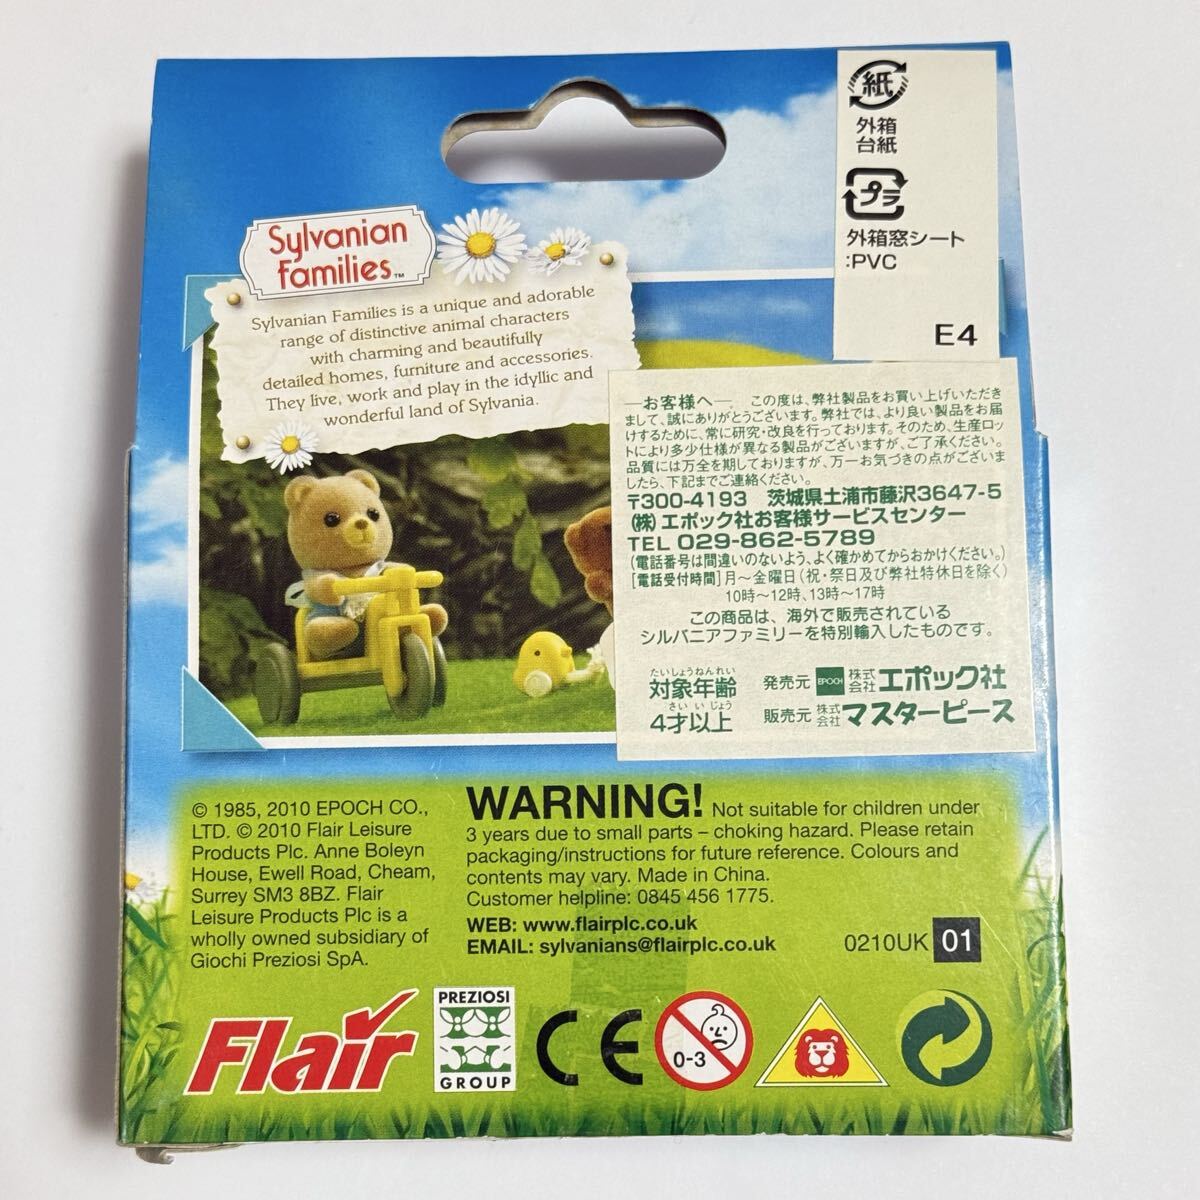 紙
外箱
台紙
プラ
外箱窓シート
:PVC
E4
Sylvanian
Families™
Sylvanian Families is a unique and adorable
range of distinctive animal characters
with charming and beautifully
detailed homes, furniture and accessories.
They live, work and play in the idyllic and
wonderful land of Sylvania.
―お客様へ― この度は、弊社製品をお買い上げいただき
まして、誠にありがとうございます。弊社では、より良い製品をお届
けするために、常に研究・改良を行っております。そのため、生産ロッ
トにより多少仕様が異なる製品がございますが、ご了承ください。
品質には万全を期しておりますが、万一お気づきの点がございま
したら、下記までご連絡ください。
〒300-4193 茨城県土浦市藤沢3647-5
(株)エポック社お客様サービスセンター
TEL 029-862-5789
(電話番号は間違いのないよう、よく確かめてからおかけください。)
[電話受付時間]月～金曜日(祝・祭日及び弊社特休日を除く)
10時～12時、13時～17時
この商品は、海外で販売されている
シルバニアファミリーを特別輸入したものです。
たいしょうねんれい
対象年齢
さいいじょう
4才以上
発売元 EPOCH 株式会社エポック社
販売元 株式会社マスターピース
© 1985, 2010 EPOCH CO.,
LTD. © 2010 Flair Leisure
Products Plc. Anne Boleyn
House, Ewell Road, Cheam,
Surrey SM3 8BZ. Flair
Leisure Products Plc is a
wholly owned subsidiary of
Giochi Preziosi SpA.
WARNING! Not suitable for children under
3 years due to small parts – choking hazard. Please retain
packaging/instructions for future reference. Colours and
contents may vary. Made in China.
Customer helpline: 0845 456 1775.
WEB: www.flairplc.co.uk
EMAIL: sylvanians@flairplc.co.uk
0210UK 01
Flair
PREZIOSI
GROUP
CE
0-3